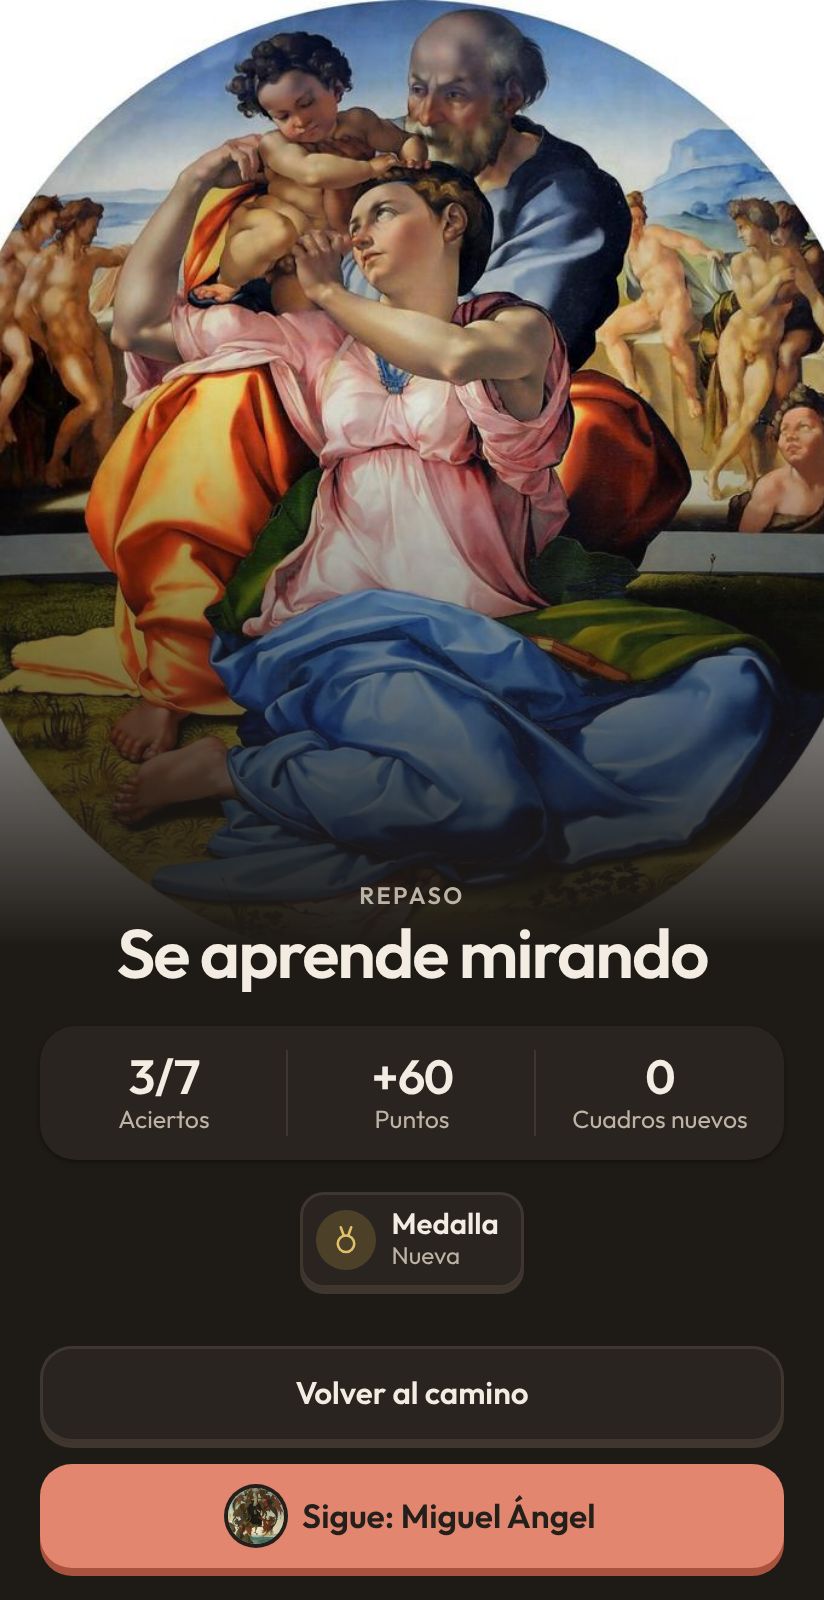 REPASO
Se aprende mirando
3/7
Aciertos
+60
Puntos
0
Cuadros nuevos
Medalla
Nueva
Volver al camino
Sigue: Miguel Ángel